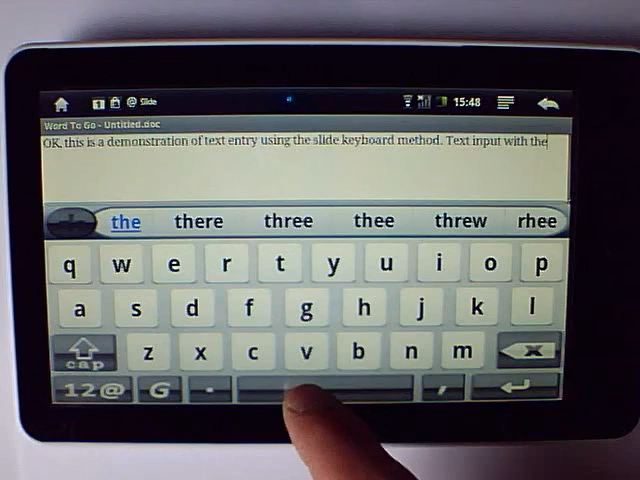 1 @ Slide 15:48
Word To Go - Untitled.doc
OK, this is a demonstration of text entry using the slide keyboard method. Text input with the
the there three thee threw rhee
q w e r t y u i o p
a s d f g h j k l
cap z x c v b n m x
12@ G . ,